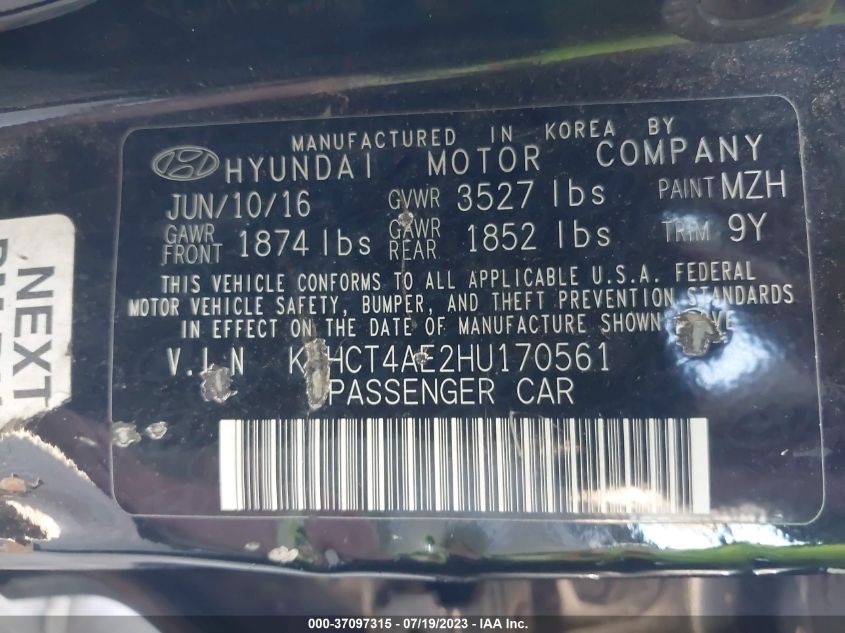 MANUFACTURED IN KOREA BY
HYUNDAI MOTOR COMPANY
JUN/10/16 GVWR 3527 lbs PAINT MZH
GAWR FRONT 1874 lbs GAWR REAR 1852 lbs TRIM 9Y
THIS VEHICLE CONFORMS TO ALL APPLICABLE U.S.A. FEDERAL
MOTOR VEHICLE SAFETY, BUMPER, AND THEFT PREVENTION STANDARDS
IN EFFECT ON THE DATE OF MANUFACTURE SHOWN ABOVE
V.I.N KMHCT4AE2HU170561
PASSENGER CAR
NEXT
000-37097315 / 07/19/2023 - IAA Inc.